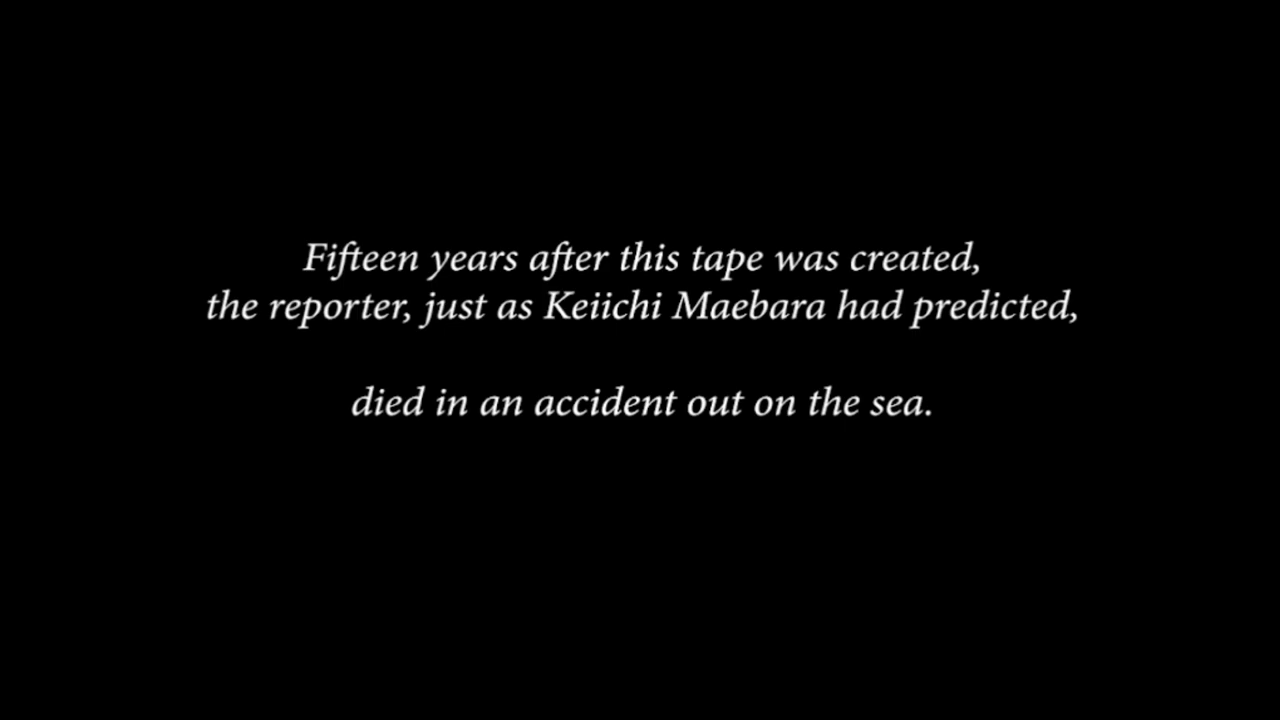 Fifteen years after this tape was created,
the reporter, just as Keiichi Maebara had predicted,
died in an accident out on the sea.